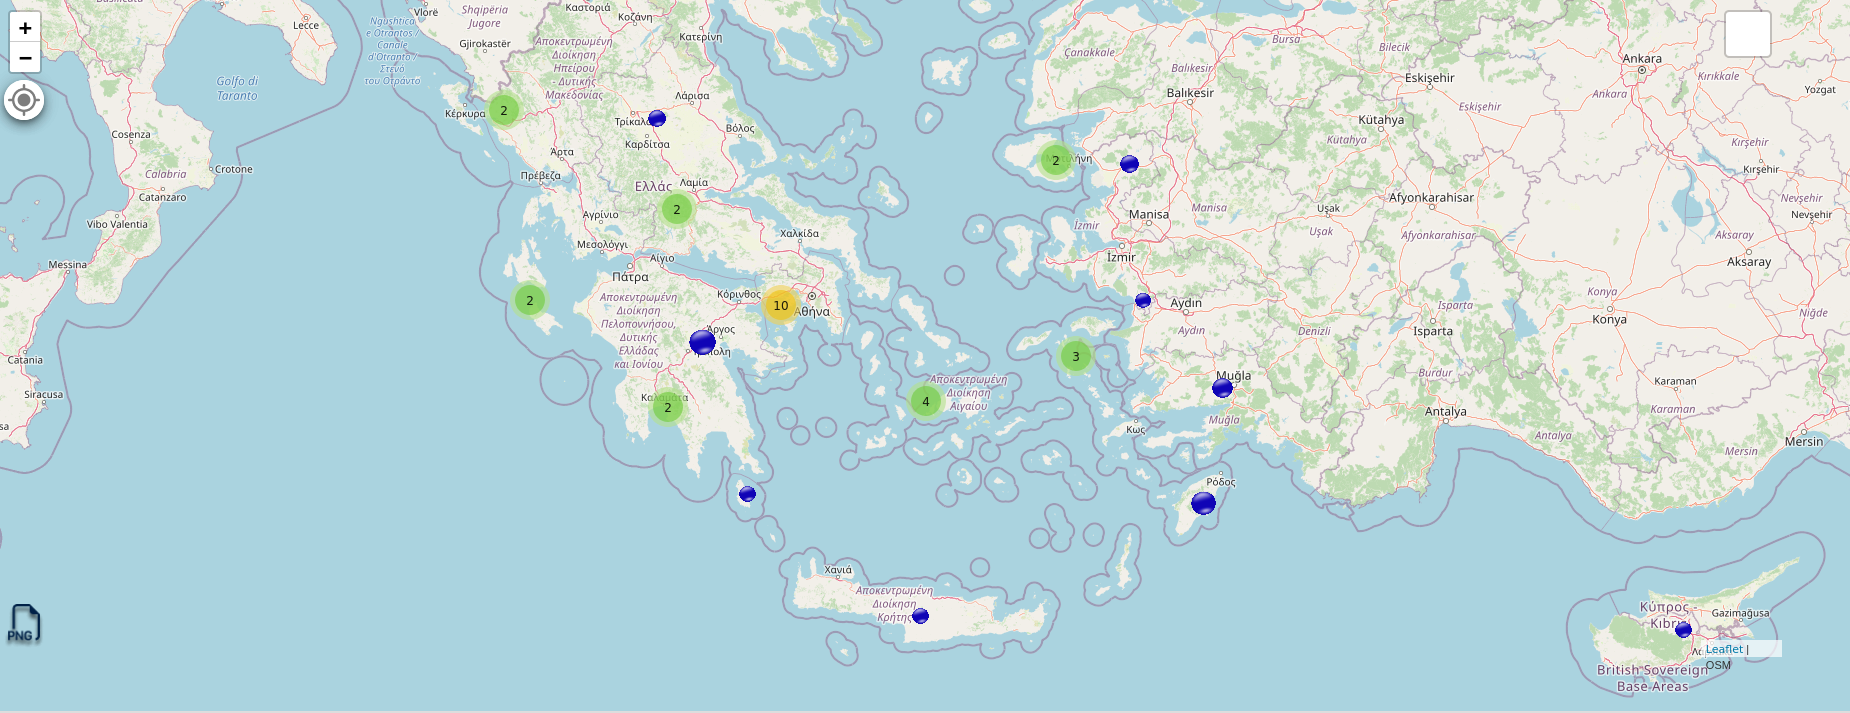 +
−
PNG
Lecce
Golfo di
Taranto
Cosenza
Crotone
Calabria
Catanzaro
Vibo Valentia
Messina
Catania
Siracusa
Vlorë
Ngushtica
e Otrantos /
Canale
d'Otranto /
Στενό
του Οτράντο
Shqipëria
Jugore
Gjirokastër
Καστοριά
Κοζάνη
Κατερίνη
Αποκεντρωμένη
Διοίκηση
Ηπείρου
- Δυτικής
Μακεδονίας
Κέρκυρα
2
Λάρισα
Τρίκαλα
Βόλος
Καρδίτσα
Άρτα
Πρέβεζα
Ελλάς
Λαμία
2
Αγρίνιο
Χαλκίδα
Μεσολόγγι
Αίγιο
Πάτρα
2
Κόρινθος
10
Αθήνα
Αποκεντρωμένη
Διοίκηση
Πελοποννήσου,
Δυτικής
Ελλάδας
και Ιονίου
Άργος
Καλαμάτα
2
4
Αποκεντρωμένη
Διοίκηση
Αιγαίου
3
Χανιά
Αποκεντρωμένη
Διοίκηση
Κρήτης
Κως
Ρόδος
2
Çanakkale
Bursa
Bilecik
Balıkesir
Balıkesir
Eskişehir
Eskişehir
Ankara
Ankara
Kırıkkale
Yozgat
Kütahya
Kütahya
Kırşehir
Kırşehir
Manisa
Manisa
Uşak
Uşak
Afyonkarahisar
Afyonkarahisar
Nevşehir
Nevşehir
Aksaray
Aksaray
İzmir
İzmir
Aydın
Aydın
Denizli
Isparta
Isparta
Konya
Konya
Niğde
Muğla
Muğla
Burdur
Antalya
Antalya
Karaman
Karaman
Mersin
Mersin
Κύπρος -
Gazimağusa
British Sovereign
Base Areas
Leaflet |
OSM